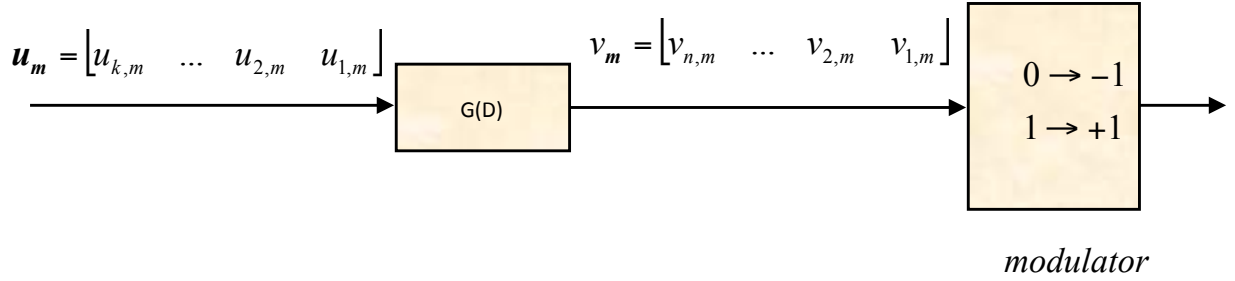 u_m = ⌊u_{k,m} ... u_{2,m} u_{1,m}⌋
v_m = ⌊v_{n,m} ... v_{2,m} v_{1,m}⌋
G(D)
0 → −1
1 → +1
modulator